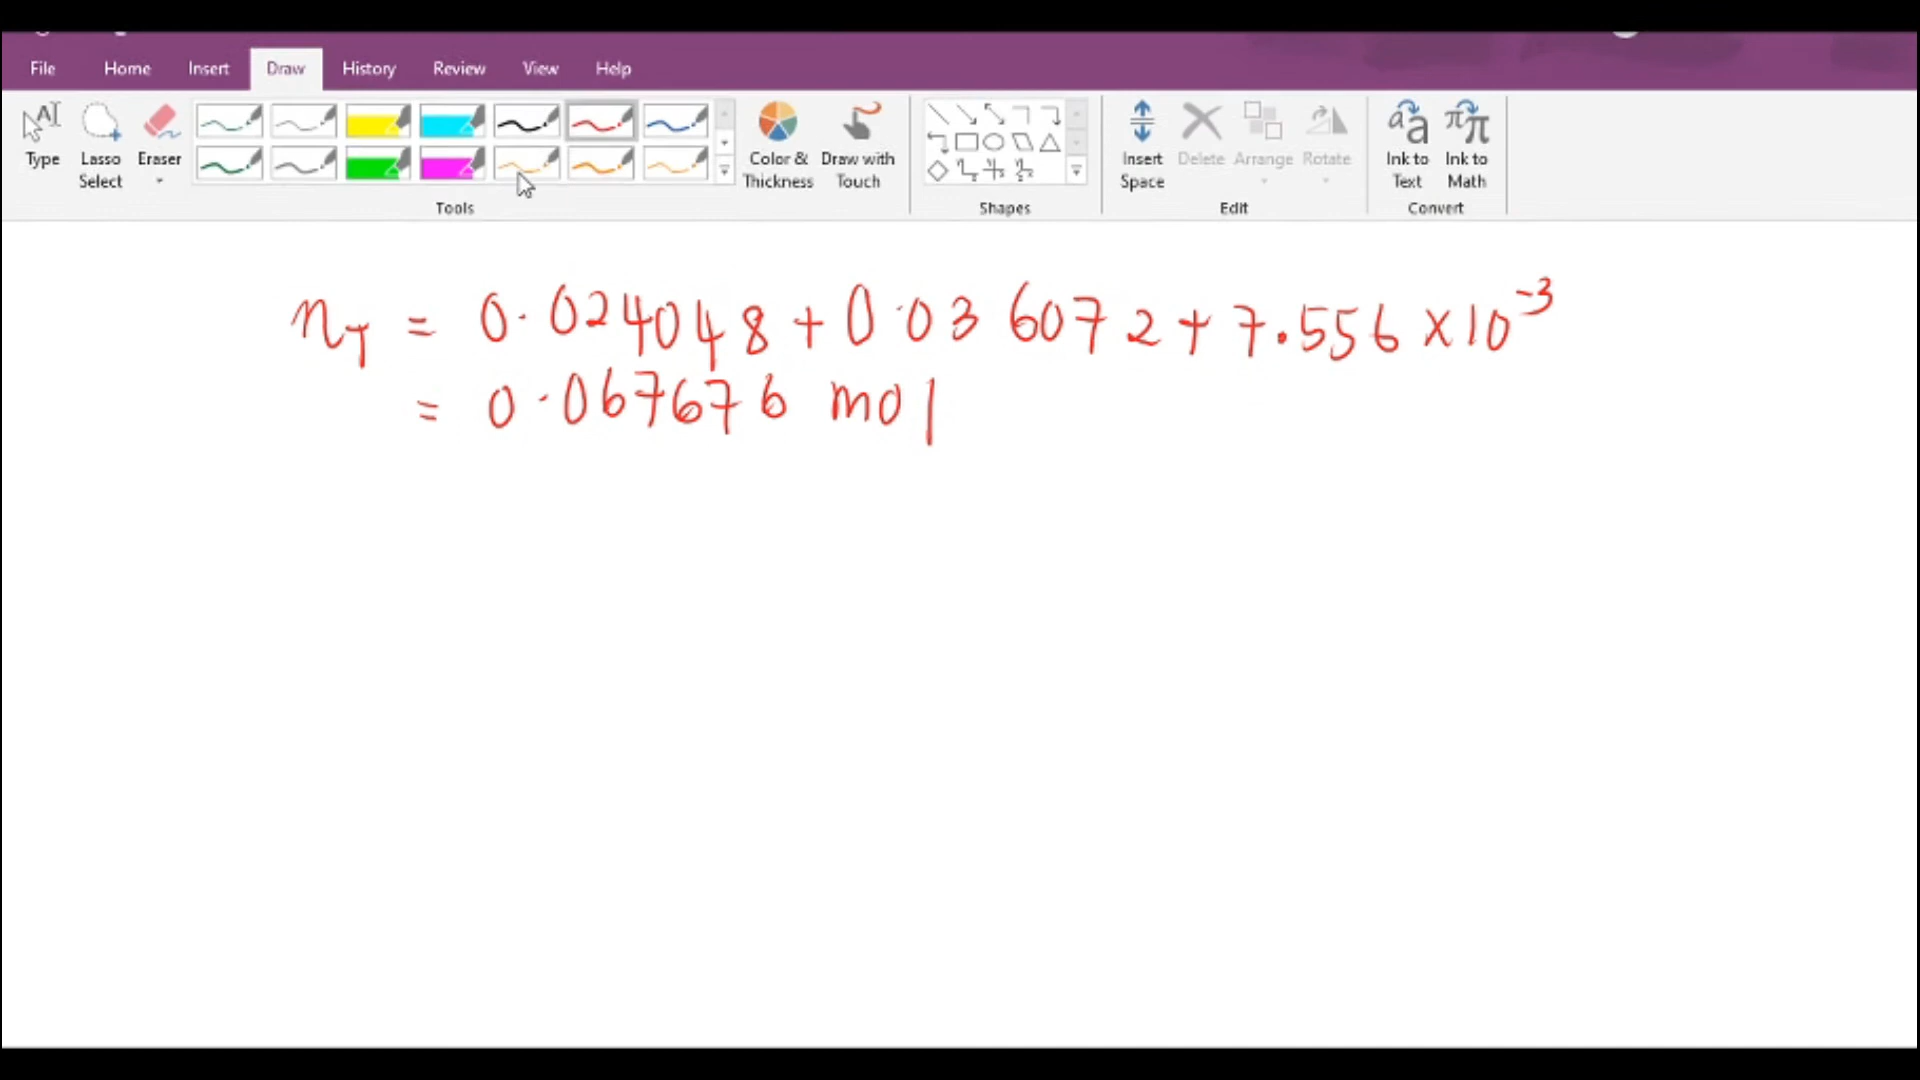 File Home Insert Draw History Review View Help
Type Lasso Select Eraser Color & Thickness Draw with Touch Insert Space Delete Arrange Rotate Ink to Text Ink to Math
Tools Shapes Edit Convert
n_T = 0.024048 + 0.036072 + 7.556 × 10^-3
= 0.067676 mol